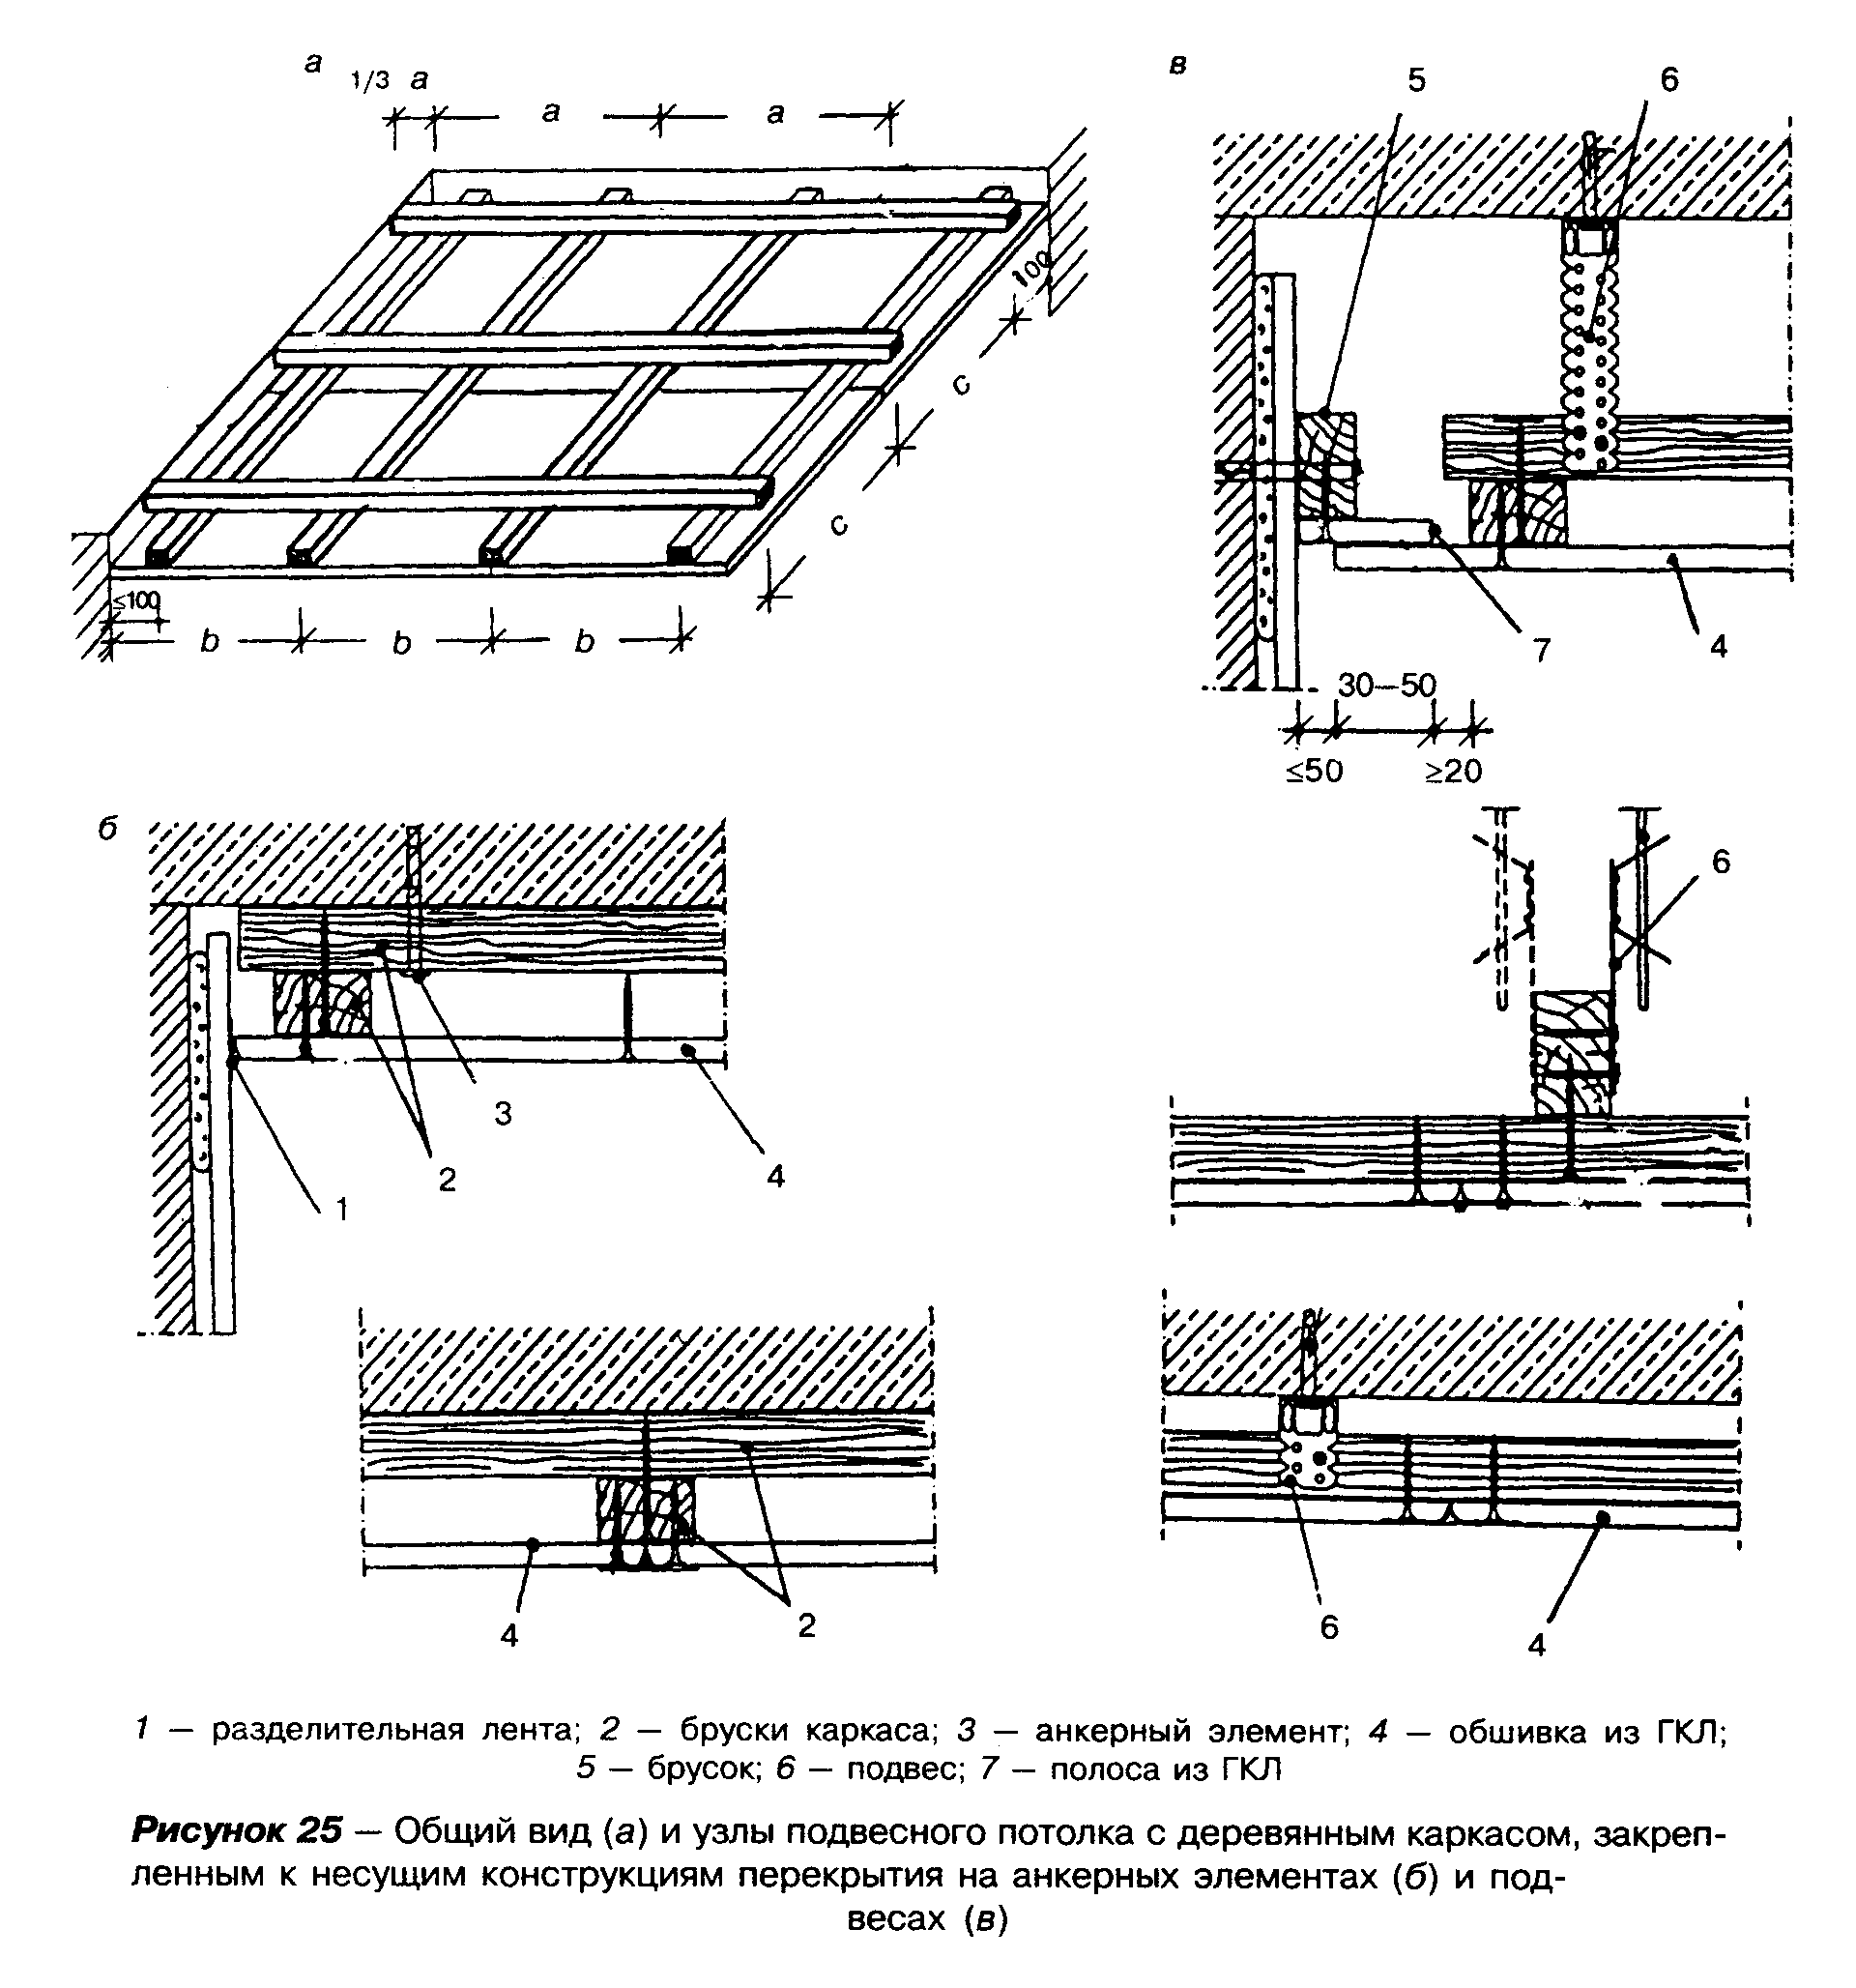 а
1/3 а
а
а
100
c
c
≤100
b
b
b
в
5
6
7
4
30—50
≤50
≥20
6
б
3
2
4
1
4
2
6
4
1 — разделительная лента; 2 — бруски каркаса; 3 — анкерный элемент; 4 — обшивка из ГКЛ;
5 — брусок; 6 — подвес; 7 — полоса из ГКЛ
Рисунок 25 — Общий вид (а) и узлы подвесного потолка с деревянным каркасом, закреп-
ленным к несущим конструкциям перекрытия на анкерных элементах (б) и под-
весах (в)